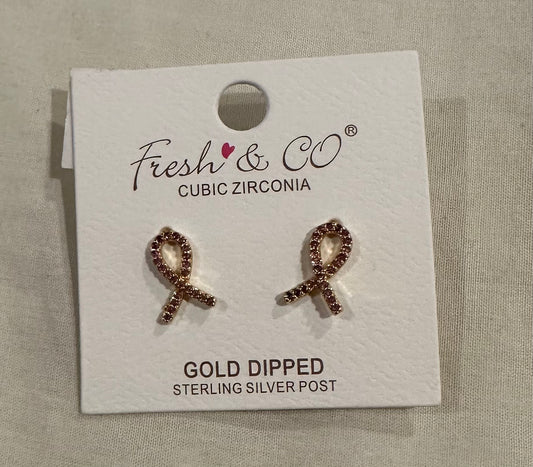 Fresh & CO®
CUBIC ZIRCONIA
GOLD DIPPED
STERLING SILVER POST